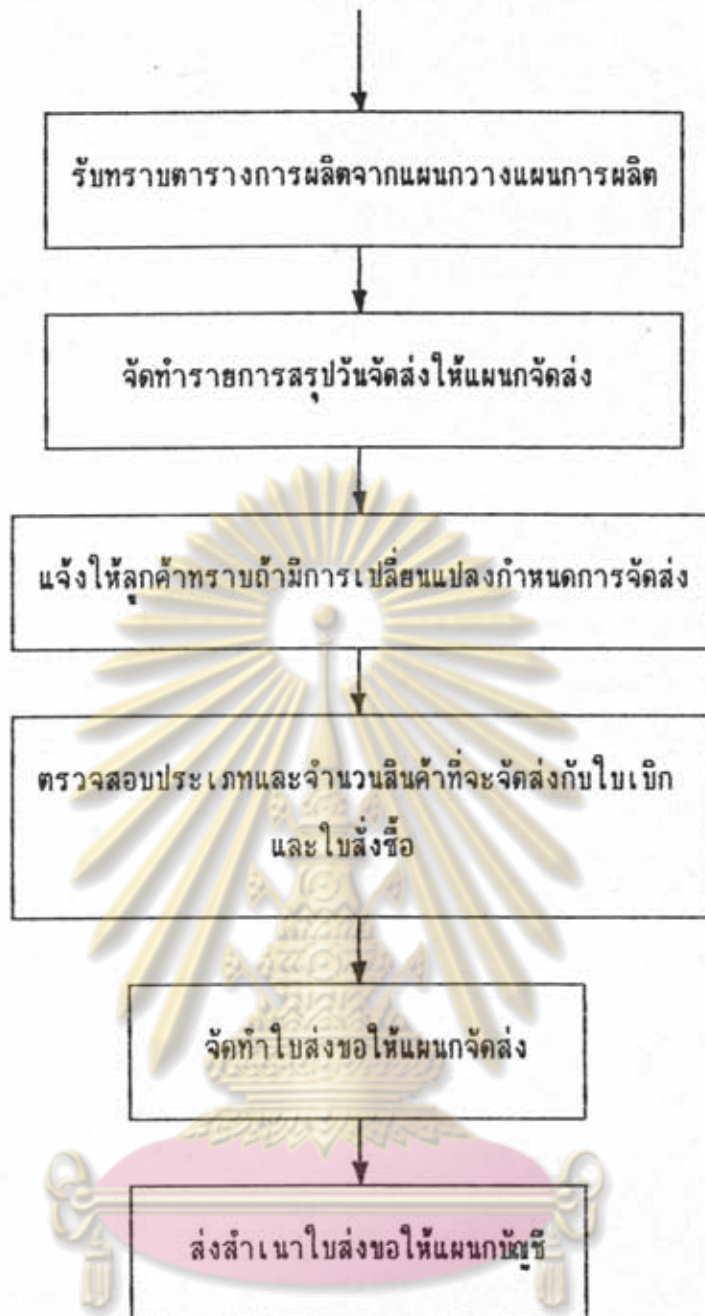 รับทราบตารางการผลิตจากแผนกวางแผนการผลิต
จัดทำรายการสรุปวันจัดส่งให้แผนกจัดส่ง
แจ้งให้ลูกค้าทราบถ้ามีการเปลี่ยนแปลงกำหนดการจัดส่ง
ตรวจสอบประเภทและจำนวนสินค้าที่จะจัดส่งกับใบเบิก
และใบสั่งซื้อ
จัดทำใบส่งขอให้แผนกจัดส่ง
ส่งสำเนาใบส่งขอให้แผนกบัญชี